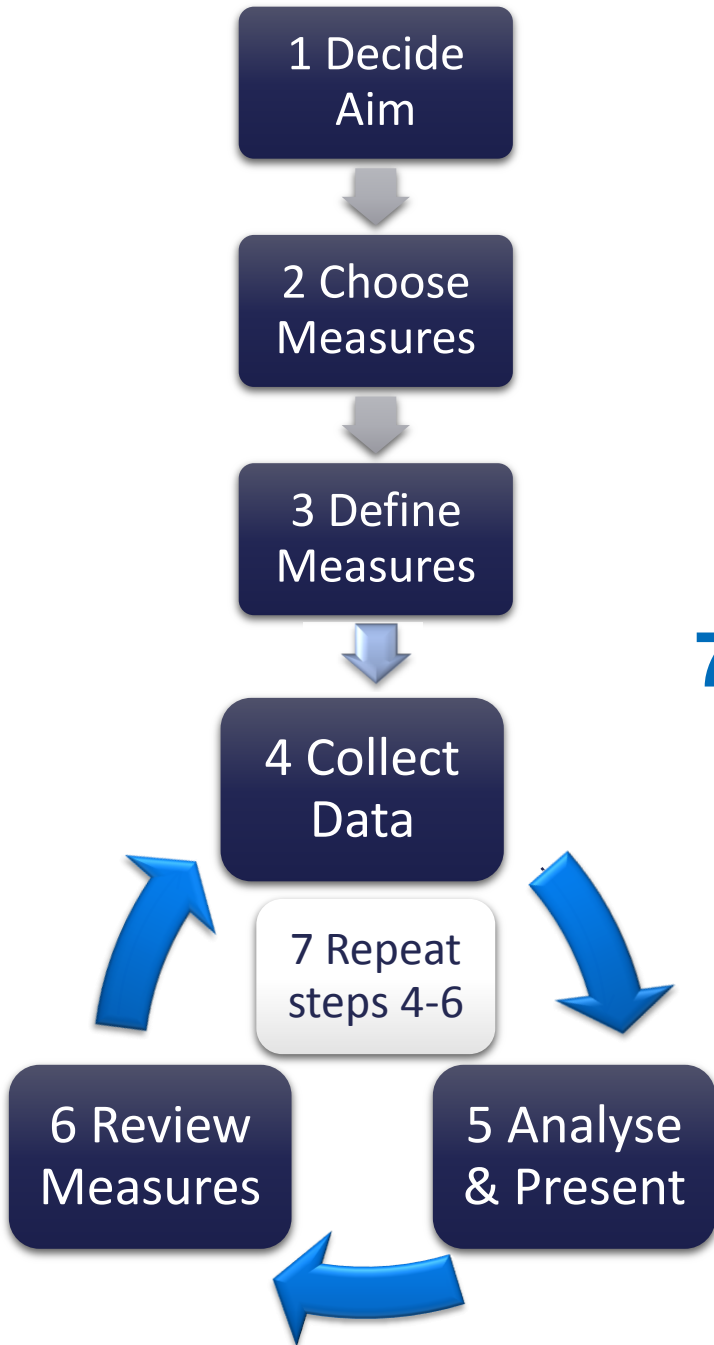 1 Decide
Aim
2 Choose
Measures
3 Define
Measures
7
4 Collect
Data
7 Repeat
steps 4-6
6 Review
Measures
5 Analyse
& Present